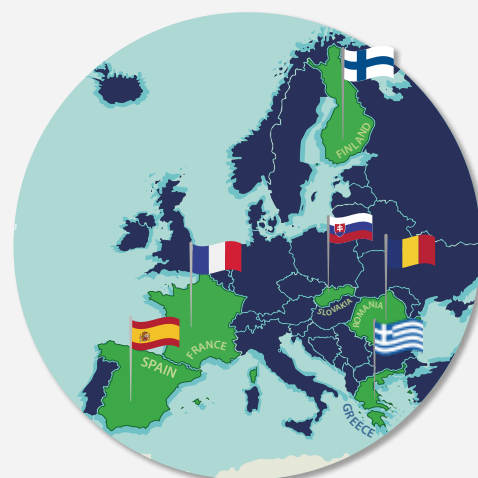 FINLAND
SLOVAKIA
ROMANIA
FRANCE
SPAIN
GREECE